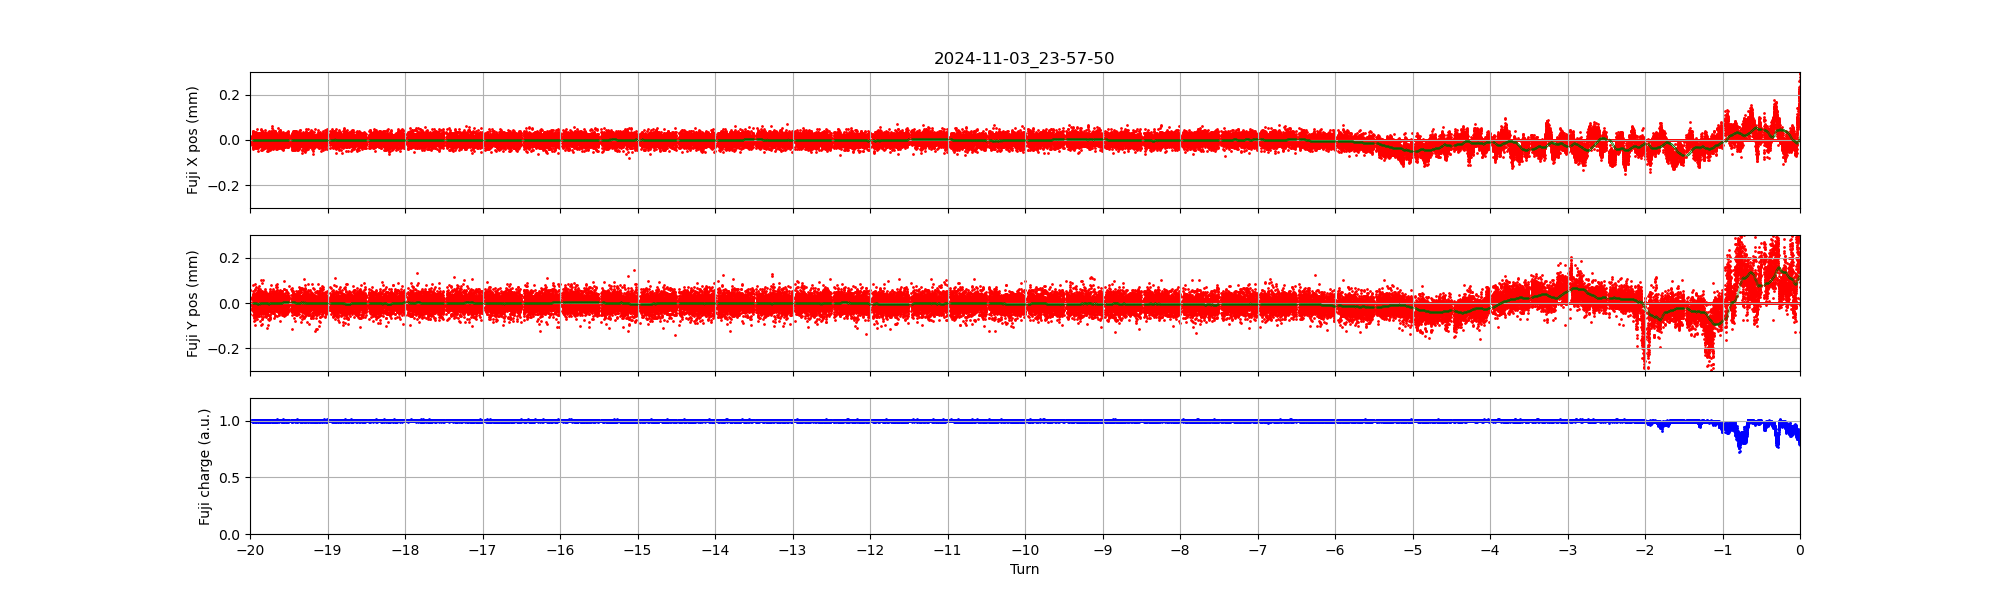 2024-11-03_23-57-50
Fuji X pos (mm)
0.2
0.0
−0.2
Fuji Y pos (mm)
0.2
0.0
−0.2
Fuji charge (a.u.)
1.0
0.5
0.0
−20 −19 −18 −17 −16 −15 −14 −13 −12 −11 −10 −9 −8 −7 −6 −5 −4 −3 −2 −1 0
Turn